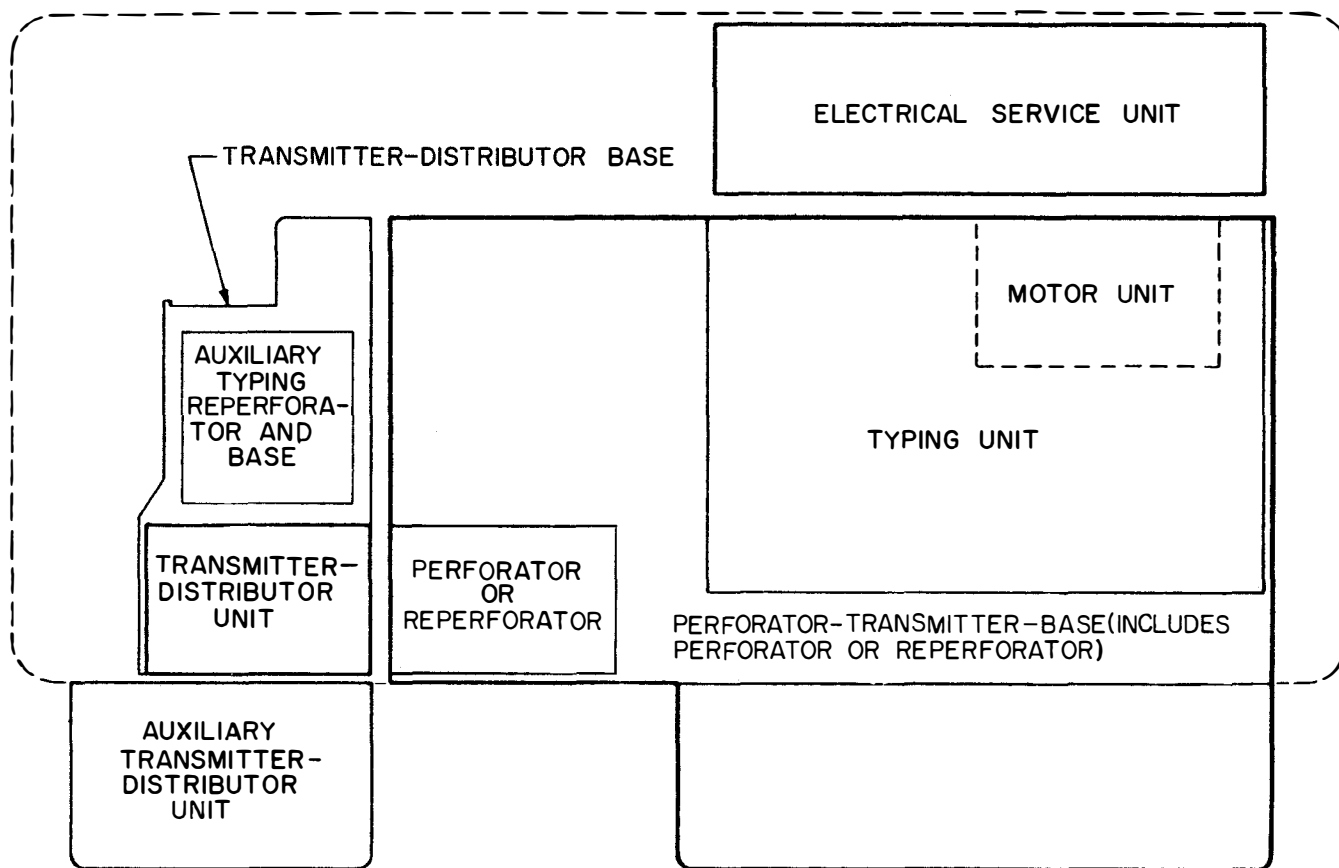 ELECTRICAL SERVICE UNIT
TRANSMITTER-DISTRIBUTOR BASE
MOTOR UNIT
AUXILIARY
TYPING
REPERFORA-
TOR AND
BASE
TYPING UNIT
TRANSMITTER-
DISTRIBUTOR
UNIT
PERFORATOR
OR
REPERFORATOR
PERFORATOR-TRANSMITTER-BASE(INCLUDES
PERFORATOR OR REPERFORATOR)
AUXILIARY
TRANSMITTER-
DISTRIBUTOR
UNIT